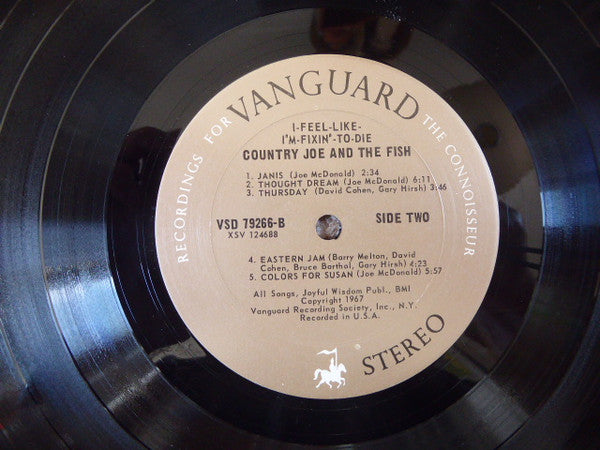 RECORDINGS FOR VANGUARD THE CONNOISSEUR
I-FEEL-LIKE-
I'M-FIXIN'-TO-DIE
COUNTRY JOE AND THE FISH
1. JANIS (Joe McDonald) 2:34
2. THOUGHT DREAM (Joe McDonald) 6:11
3. THURSDAY (David Cohen, Gary Hirsh) 3:46
VSD 79266-B SIDE TWO
XSV 124688
4. EASTERN JAM (Barry Melton, David
Cohen, Bruce Barthol, Gary Hirsh) 4:23
5. COLORS FOR SUSAN (Joe McDonald) 5:57
All Songs, Joyful Wisdom Publ., BMI
Copyright 1967
Vanguard Recording Society, Inc., N.Y.
Recorded in U.S.A.
STEREO